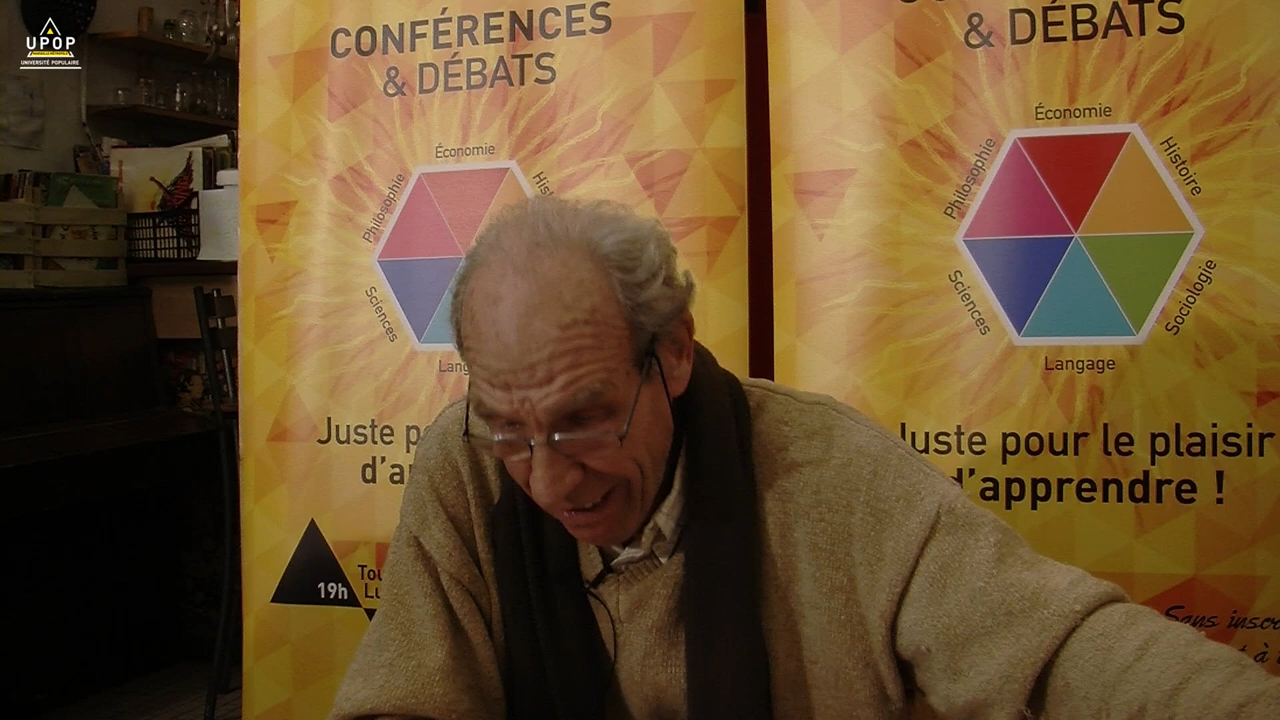 UPOP
UNIVERSITÉ POPULAIRE
CONFÉRENCES
& DÉBATS
Économie
Philosophie
Sciences
Juste
19h
& DÉBATS
Économie
Philosophie
Histoire
Sciences
Sociologie
Langage
Juste pour le plaisir
d'apprendre !
Sans
à